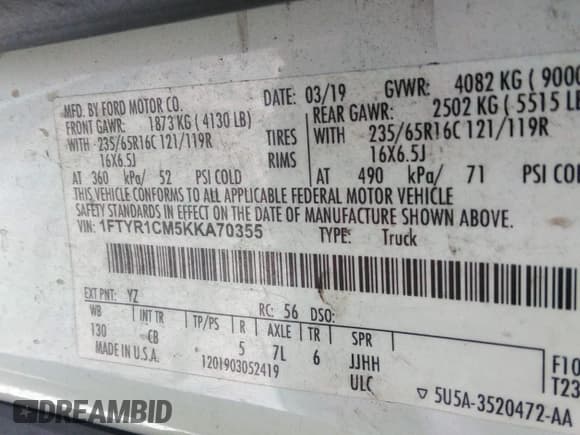 MFD. BY FORD MOTOR CO.
DATE: 03/19 GVWR: 4082 KG ( 9000
FRONT GAWR: 1873 KG ( 4130 LB)
REAR GAWR: 2502 KG ( 5515 LB
WITH 235/65R16C 121/119R TIRES WITH 235/65R16C 121/119R
16X6.5J RIMS 16X6.5J
AT 360 kPa/ 52 PSI COLD AT 490 kPa/ 71 PSI CO
THIS VEHICLE CONFORMS TO ALL APPLICABLE FEDERAL MOTOR VEHICLE
SAFETY STANDARDS IN EFFECT ON THE DATE OF MANUFACTURE SHOWN ABOVE.
VIN: 1FTYR1CM5KKA70355 TYPE: Truck
EXT PNT: YZ RC: 56 DSO:
WB INT TR TP/PS R AXLE TR SPR
130 CB 5 7L 6 JJHH
MADE IN U.S.A. 1201903052419 ULC
F10
T23
▽ 5U5A-3520472-AA
DREAMBID